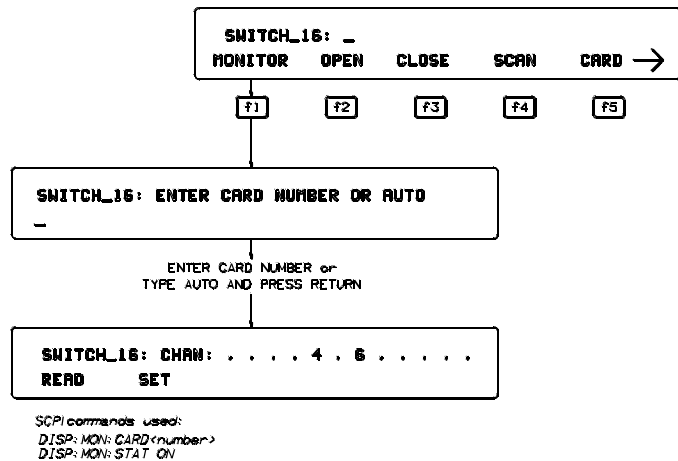 SWITCH_16: _
MONITOR OPEN CLOSE SCAN CARD →
f1 f2 f3 f4 f5
SWITCH_16: ENTER CARD NUMBER OR AUTO
_
ENTER CARD NUMBER or
TYPE AUTO AND PRESS RETURN
SWITCH_16: CHAN: . . . . 4 . 6 . . . . .
READ SET
SCPI commands used:
DISP:MON:CARD<number>
DISP:MON:STAT ON